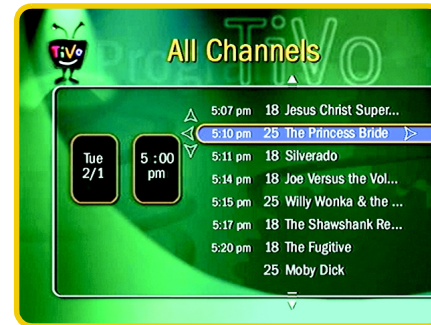 TiVo
All Channels
5:07 pm 18 Jesus Christ Super...
5:10 pm 25 The Princess Bride
5:11 pm 18 Silverado
5:14 pm 18 Joe Versus the Vol...
5:15 pm 25 Willy Wonka & the ...
5:17 pm 18 The Shawshank Re...
5:20 pm 18 The Fugitive
25 Moby Dick
Tue
2/1
5 :00
pm
TiVo